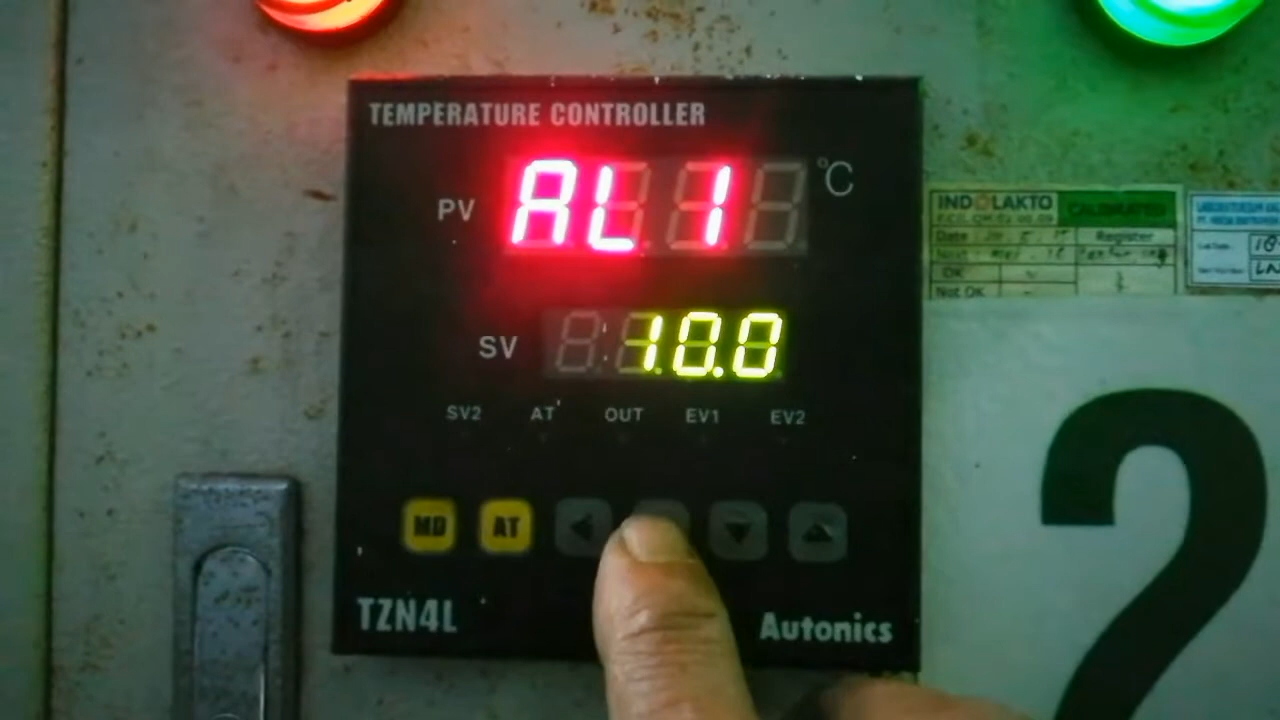 TEMPERATURE CONTROLLER
PV AL1 °C
SV 10.0
SV2 AT OUT EV1 EV2
MD AT
TZN4L Autonics
INDOLAKTO
Date Register
OK
Not OK
2